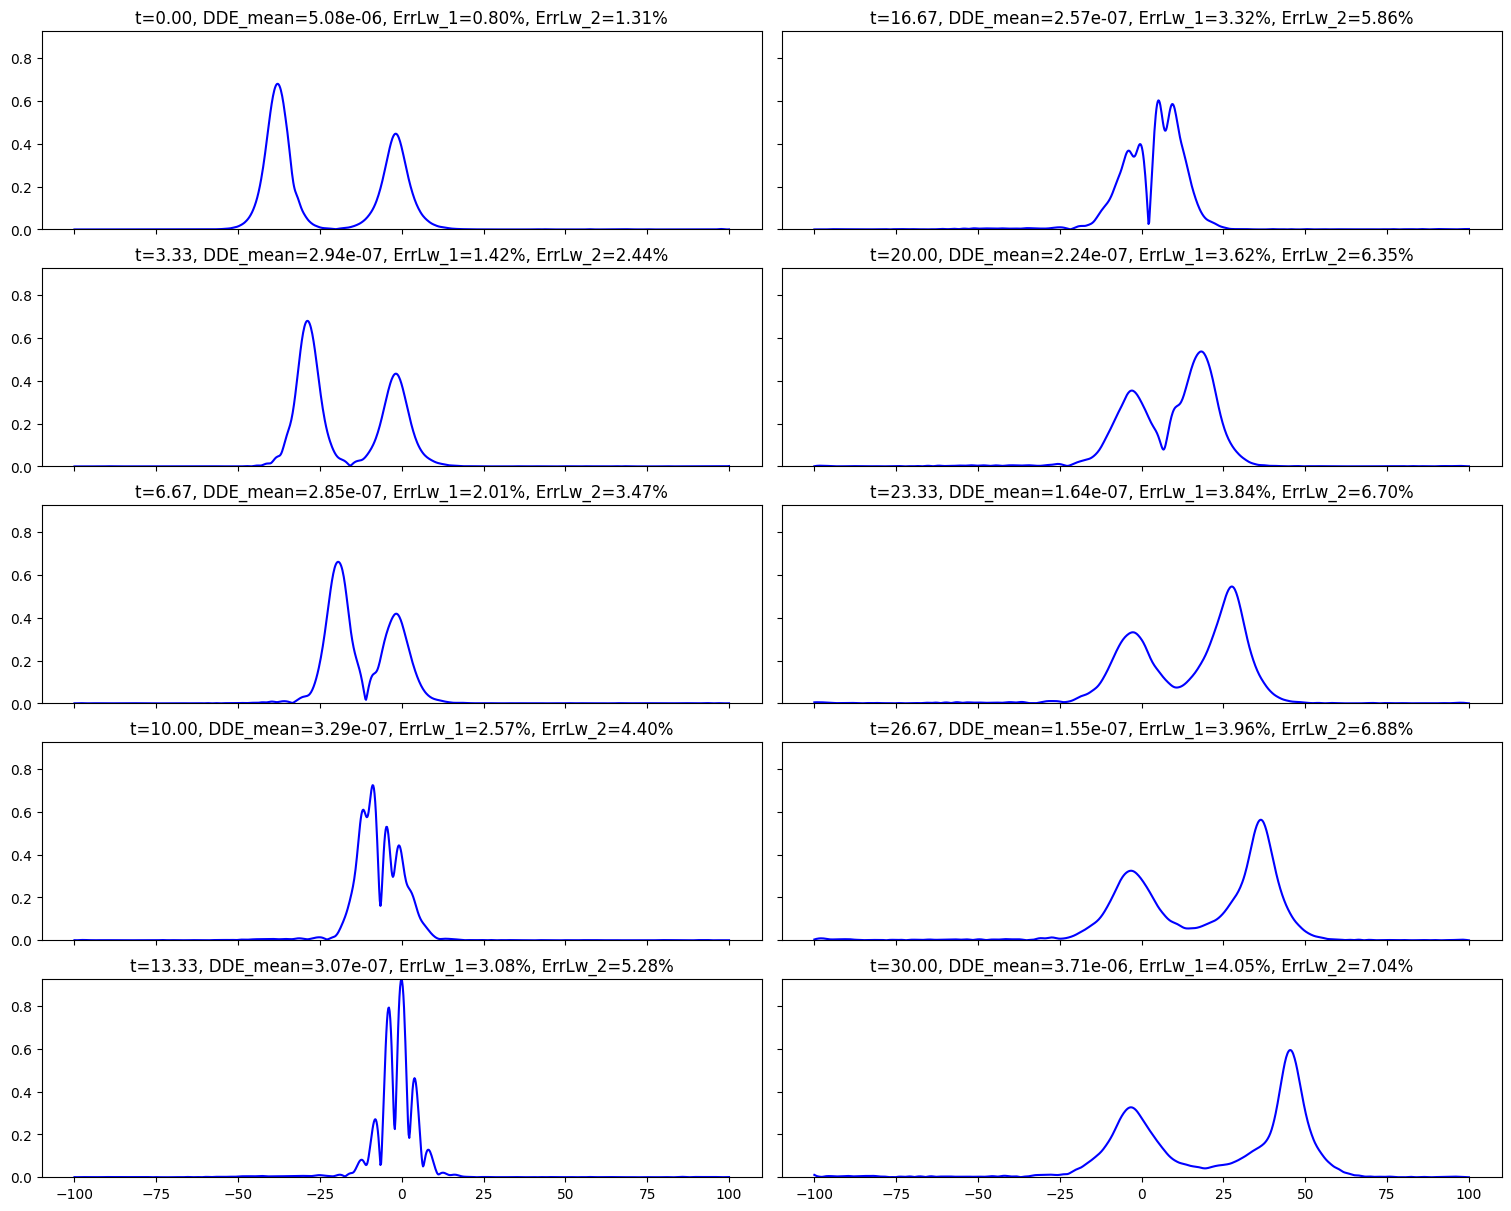 t=0.00, DDE_mean=5.08e-06, ErrLw_1=0.80%, ErrLw_2=1.31%
0.8
0.6
0.4
0.2
0.0
t=3.33, DDE_mean=2.94e-07, ErrLw_1=1.42%, ErrLw_2=2.44%
0.8
0.6
0.4
0.2
0.0
t=6.67, DDE_mean=2.85e-07, ErrLw_1=2.01%, ErrLw_2=3.47%
0.8
0.6
0.4
0.2
0.0
t=10.00, DDE_mean=3.29e-07, ErrLw_1=2.57%, ErrLw_2=4.40%
0.8
0.6
0.4
0.2
0.0
t=13.33, DDE_mean=3.07e-07, ErrLw_1=3.08%, ErrLw_2=5.28%
0.8
0.6
0.4
0.2
0.0
−100 −75 −50 −25 0 25 50 75 100
t=16.67, DDE_mean=2.57e-07, ErrLw_1=3.32%, ErrLw_2=5.86%
t=20.00, DDE_mean=2.24e-07, ErrLw_1=3.62%, ErrLw_2=6.35%
t=23.33, DDE_mean=1.64e-07, ErrLw_1=3.84%, ErrLw_2=6.70%
t=26.67, DDE_mean=1.55e-07, ErrLw_1=3.96%, ErrLw_2=6.88%
t=30.00, DDE_mean=3.71e-06, ErrLw_1=4.05%, ErrLw_2=7.04%
−100 −75 −50 −25 0 25 50 75 100